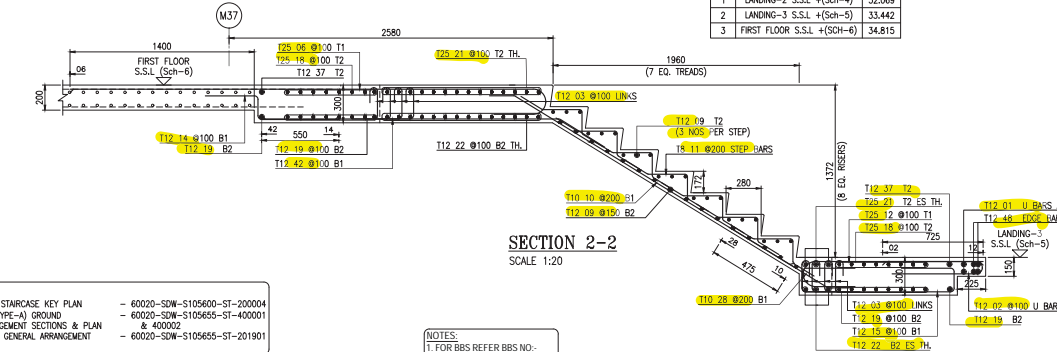 1 LANDING-2 S.S.L +(Sch-4) 32.069
2 LANDING-3 S.S.L +(Sch-5) 33.442
3 FIRST FLOOR S.S.L +(Sch-6) 34.815
M37
2580
1400
FIRST FLOOR
S.S.L (Sch-6)
06
200
T25 06 @100 T1
T25 18 @100 T2
T12 37 T2
T25 21 @100 T2 TH.
1960
(7 EQ. TREADS)
T12 03 @100 LINKS
300
42
14
550
T12 14 @100 B1
T12 19 B2
T12 19 @100 B2
T12 42 @100 B1
T12 22 @100 B2 TH.
T12 09 T2
(3 NOS PER STEP)
T8 11 @200 STEP BARS
172
280
1372
(8 EQ. RISERS)
T10 10 @200 B1
T12 09 @150 B2
T12 37 T2
T25 21 T2 ES TH.
T25 12 @100 T1
T25 18 @100 T2
725
02
12
T12 01 U BARS
T12 48 EDGE BAR
LANDING-3
S.S.L (Sch-5)
150
225
300
28
475
10
T10 28 @200 B1
T12 02 @100 U BAR
T12 03 @100 LINKS
T12 19 @100 B2
T12 19 B2
T12 15 @100 B1
T12 22 B2 ES TH.
SECTION 2-2
SCALE 1:20
STAIRCASE KEY PLAN - 60020-SDW-S105600-ST-200004
YPE-A) GROUND - 60020-SDW-S105655-ST-400001
GEMENT SECTIONS & PLAN & 400002
GENERAL ARRANGEMENT - 60020-SDW-S105655-ST-201901
NOTES:
1. FOR BBS REFER BBS NO:-